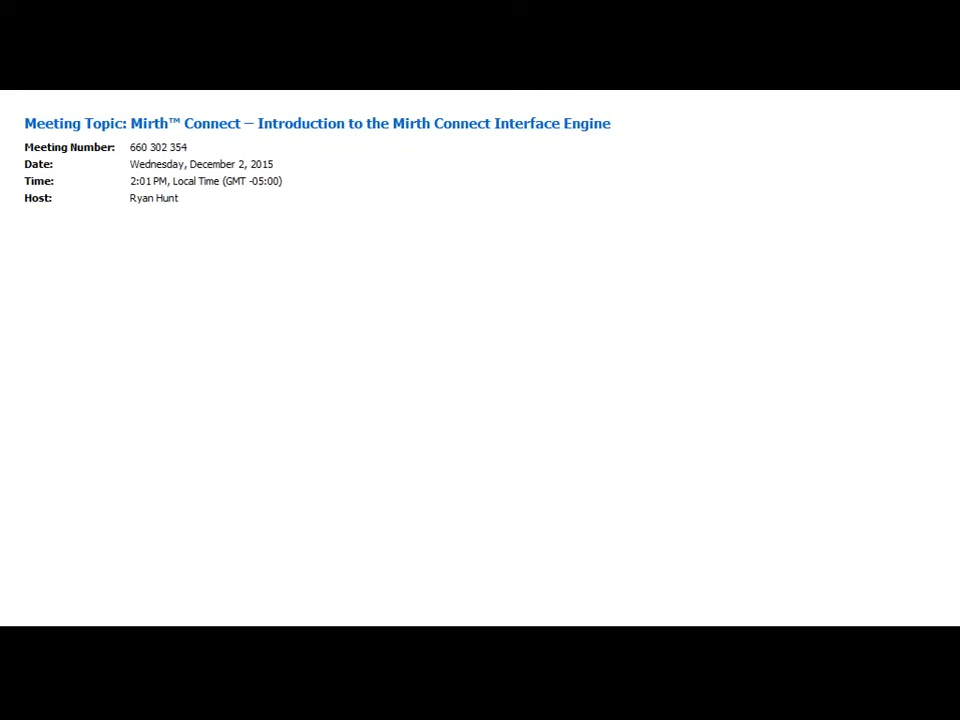 Meeting Topic: Mirth™ Connect – Introduction to the Mirth Connect Interface Engine
Meeting Number: 660 302 354
Date: Wednesday, December 2, 2015
Time: 2:01 PM, Local Time (GMT -05:00)
Host: Ryan Hunt